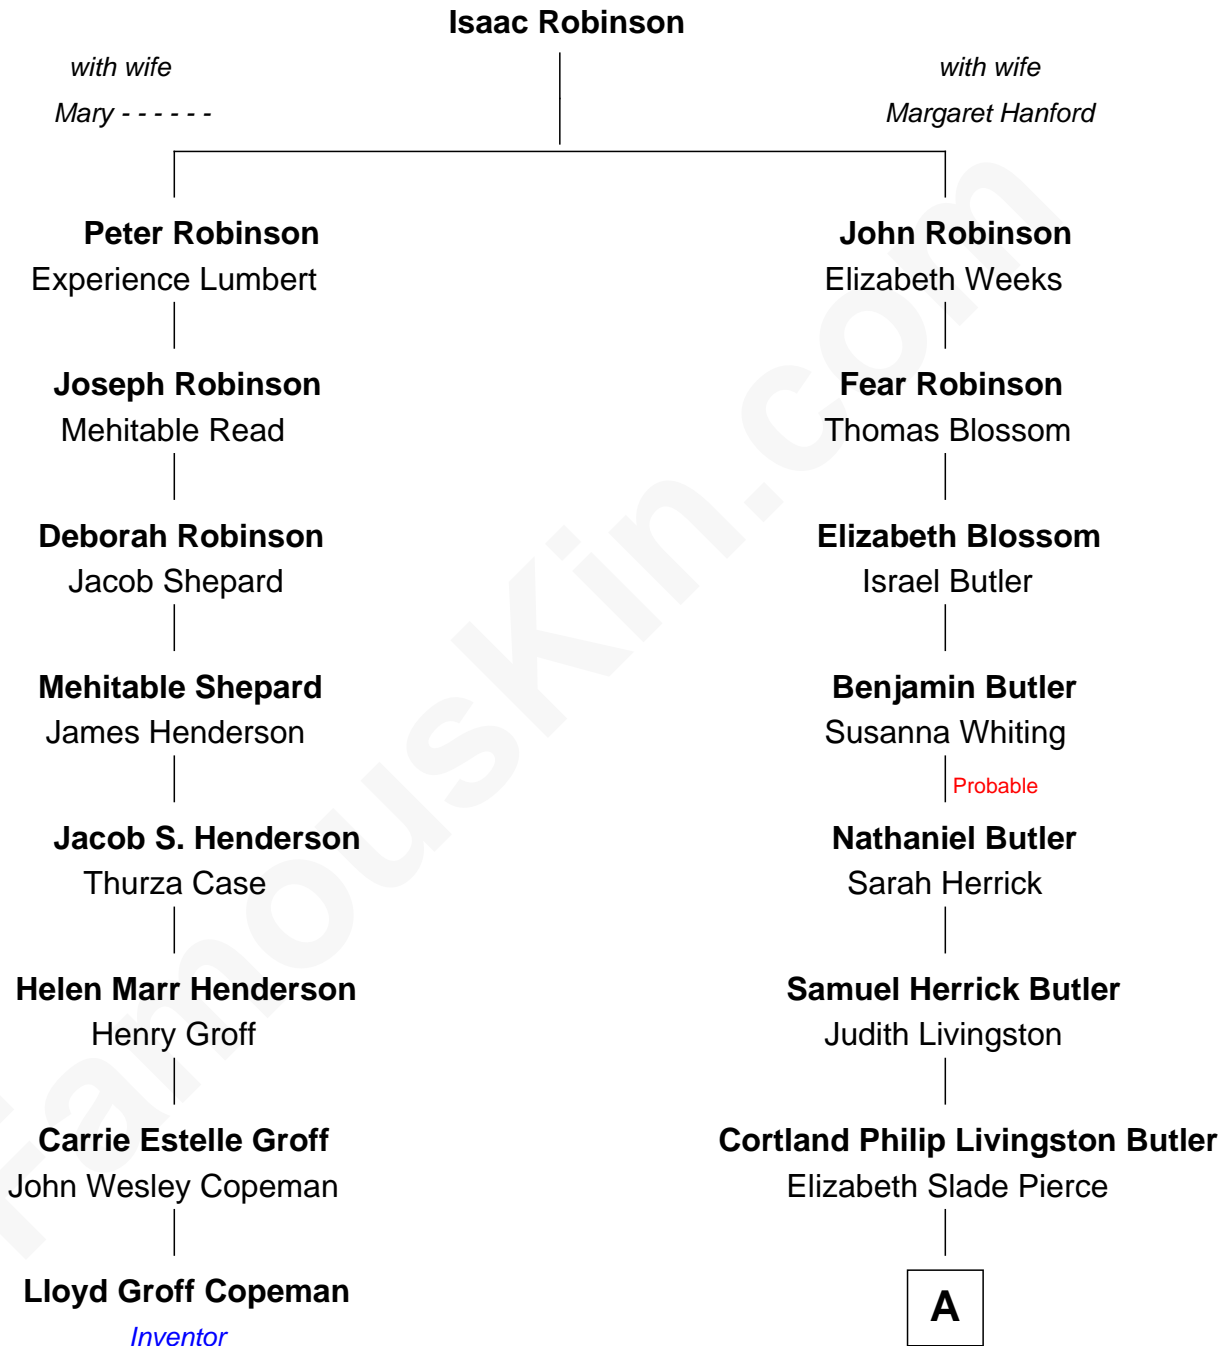 Isaac Robinson
with wife
Mary - - - - - -
with wife
Margaret Hanford
Peter Robinson
Experience Lumbert
John Robinson
Elizabeth Weeks
Joseph Robinson
Mehitable Read
Fear Robinson
Thomas Blossom
Deborah Robinson
Jacob Shepard
Elizabeth Blossom
Israel Butler
Mehitable Shepard
James Henderson
Benjamin Butler
Susanna Whiting
Probable
Jacob S. Henderson
Thurza Case
Nathaniel Butler
Sarah Herrick
Helen Marr Henderson
Henry Groff
Samuel Herrick Butler
Judith Livingston
Carrie Estelle Groff
John Wesley Copeman
Cortland Philip Livingston Butler
Elizabeth Slade Pierce
Lloyd Groff Copeman
Inventor
A
FamousKin.com